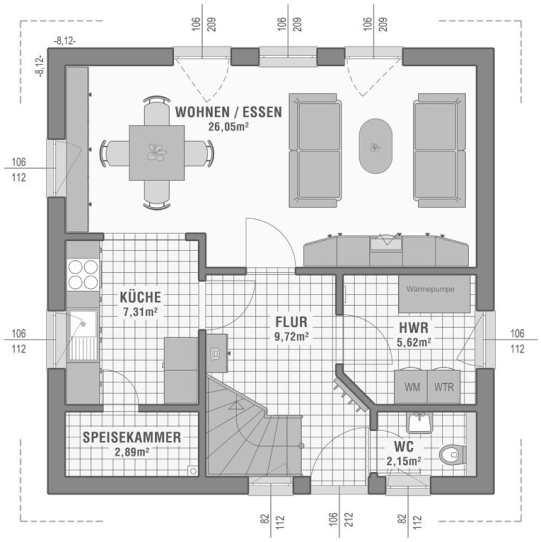 106
209
106
209
106
209
-8,12-
-8,12-
WOHNEN / ESSEN
26,05m²
106
112
KÜCHE
7,31m²
FLUR
9,72m²
Wärmepumpe
HWR
5,62m²
106
112
106
112
WM
WTR
SPEISEKAMMER
2,89m²
WC
2,15m²
82
112
106
212
82
112